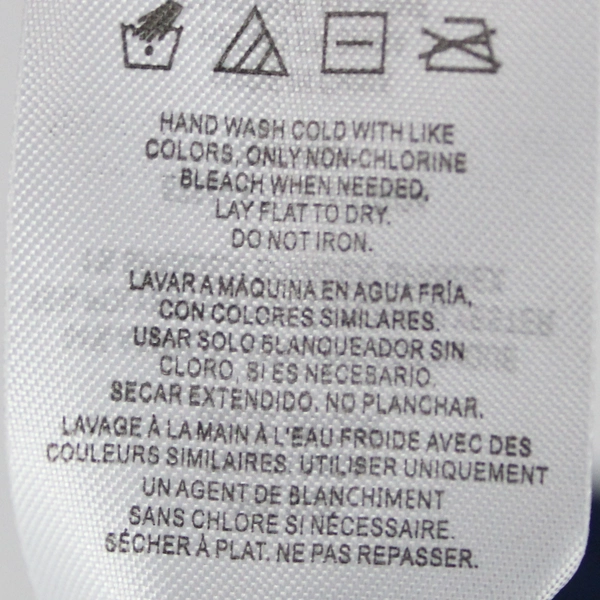 HAND WASH COLD WITH LIKE
COLORS, ONLY NON-CHLORINE
BLEACH WHEN NEEDED,
LAY FLAT TO DRY.
DO NOT IRON.
LAVAR A MÁQUINA EN AGUA FRÍA,
CON COLORES SIMILARES.
USAR SOLO BLANQUEADOR SIN
CLORO, SI ES NECESARIO.
SECAR EXTENDIDO. NO PLANCHAR.
LAVAGE À LA MAIN À L'EAU FROIDE AVEC DES
COULEURS SIMILAIRES. UTILISER UNIQUEMENT
UN AGENT DE BLANCHIMENT
SANS CHLORE SI NÉCESSAIRE.
SÉCHER À PLAT. NE PAS REPASSER.